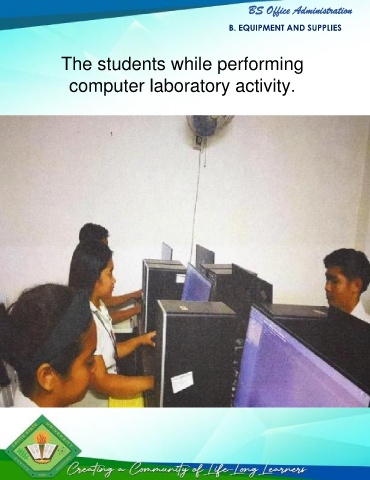 BS Office Administration
B. EQUIPMENT AND SUPPLIES
The students while performing
computer laboratory activity.
Creating a Community of Life-Long Learners